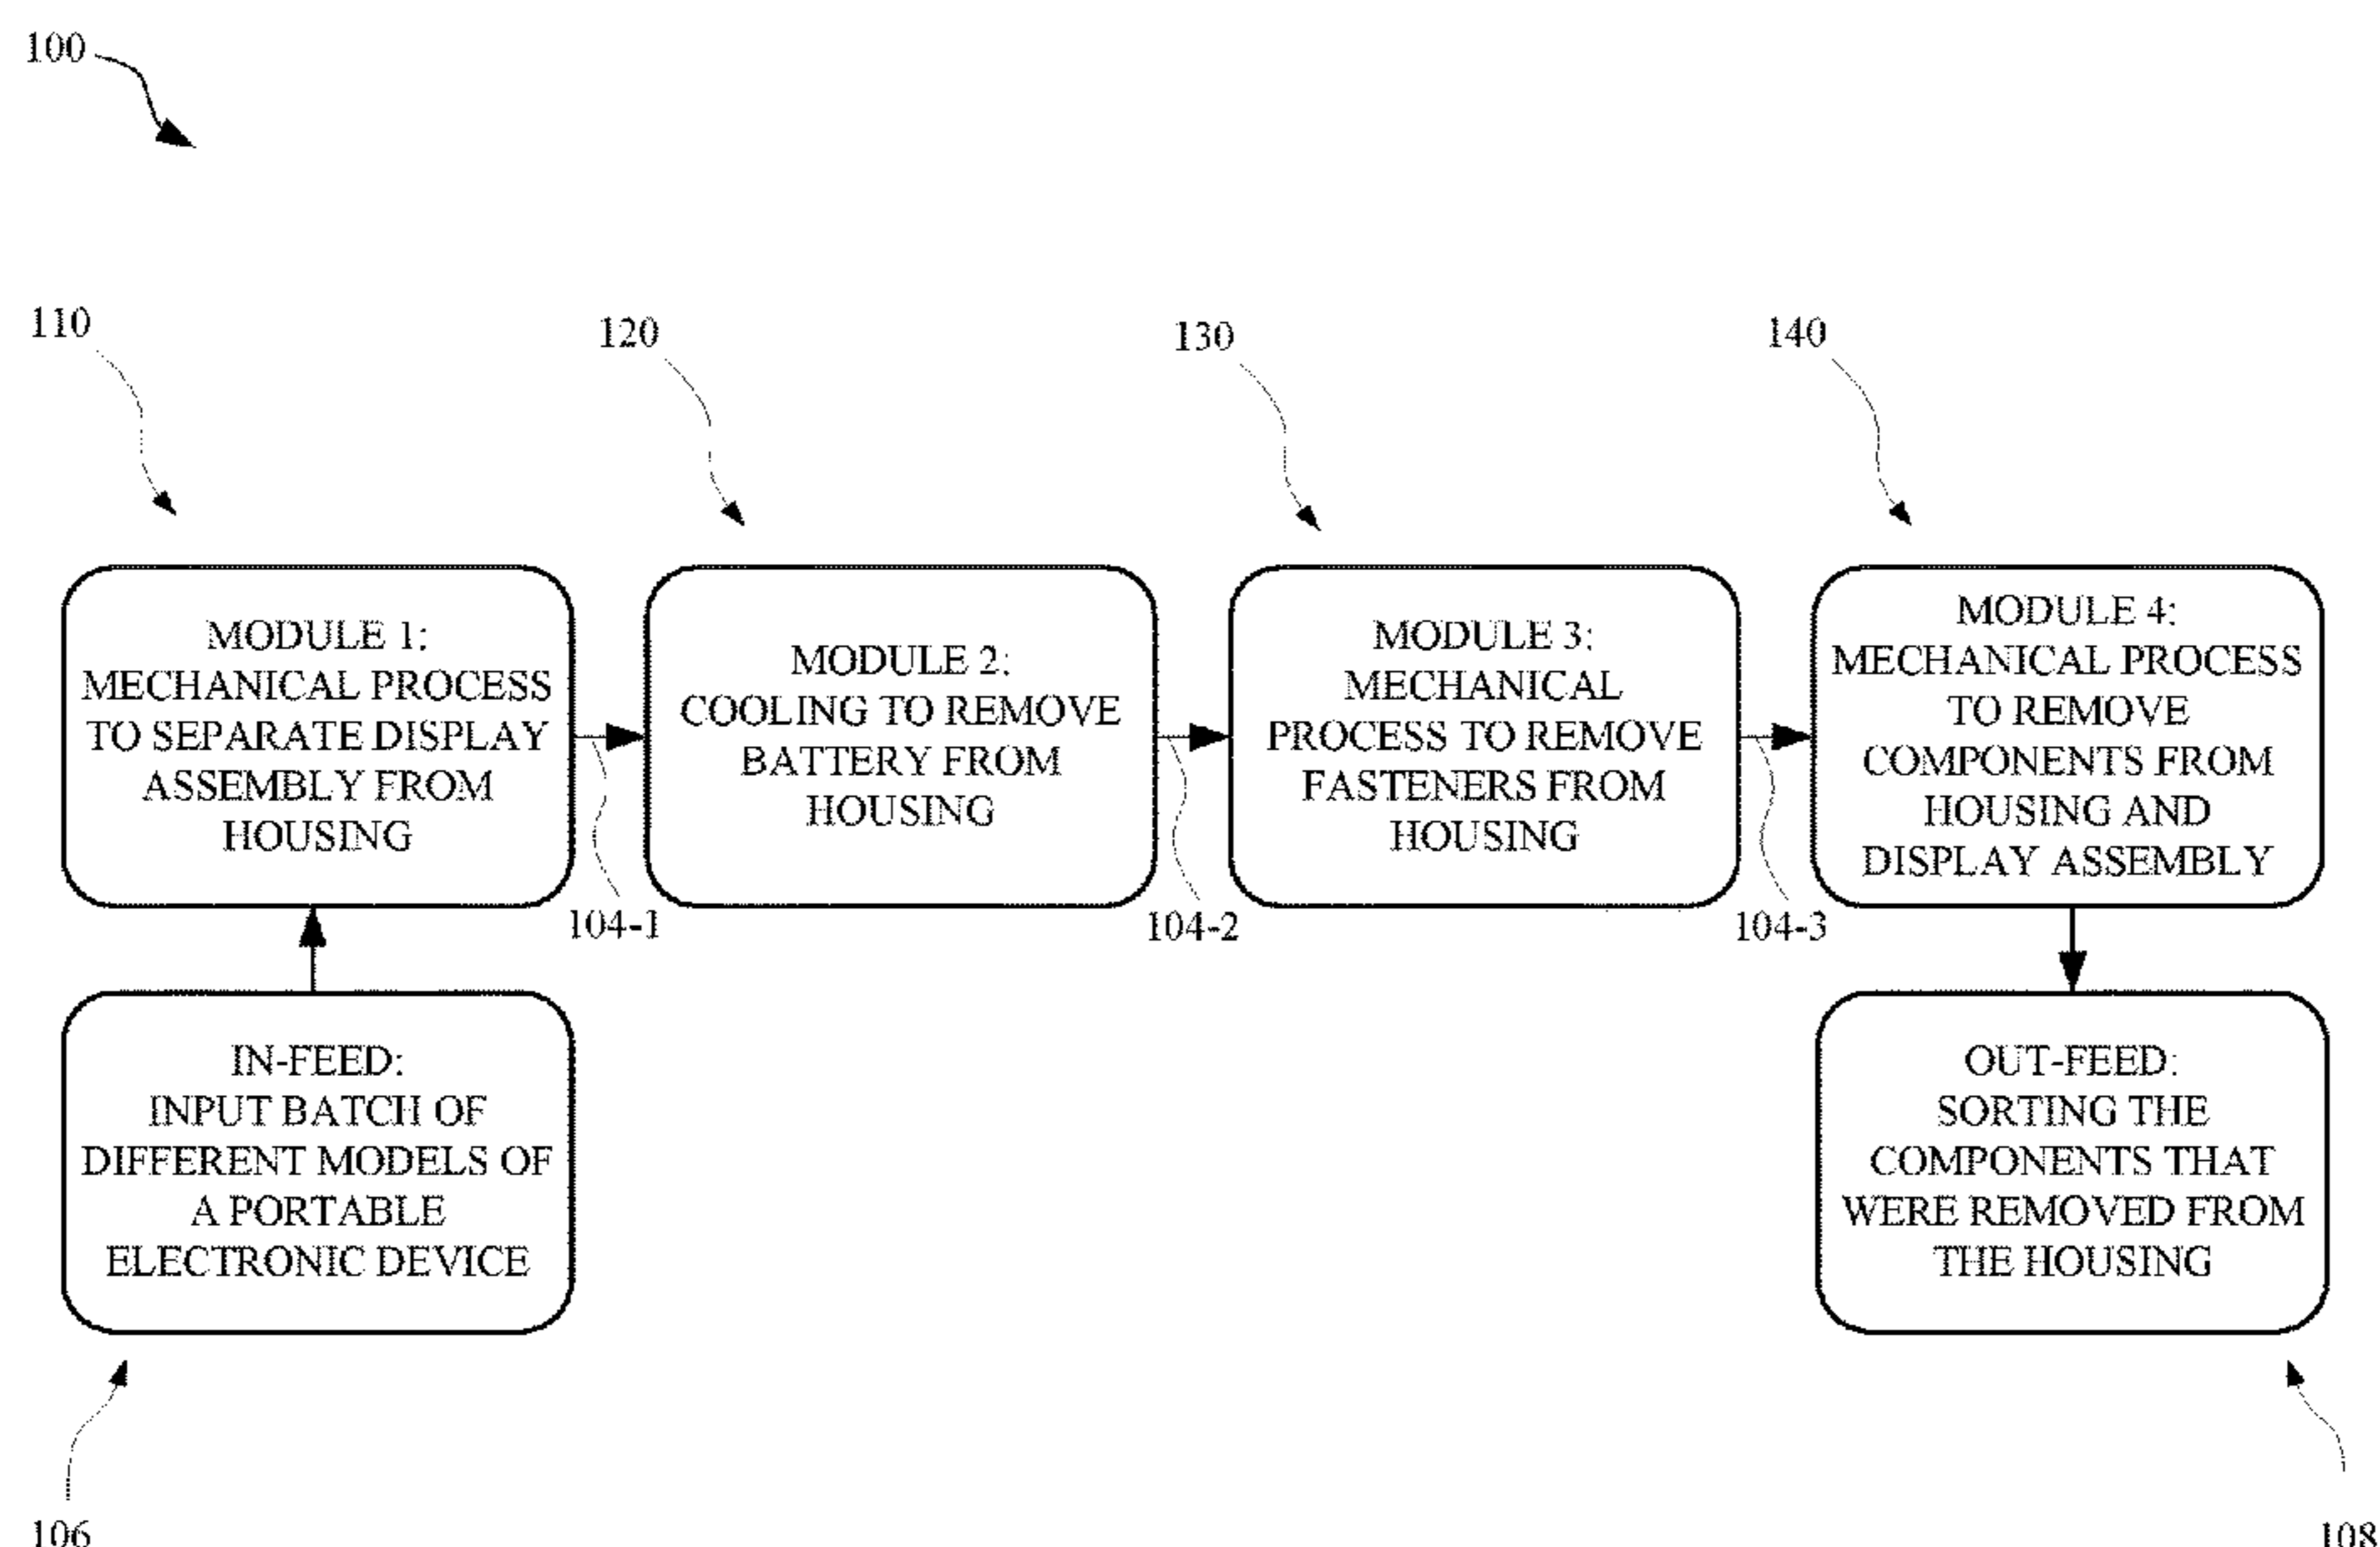 100
110
120
130
140
MODULE 1:
MECHANICAL PROCESS
TO SEPARATE DISPLAY
ASSEMBLY FROM
HOUSING
MODULE 2:
COOLING TO REMOVE
BATTERY FROM
HOUSING
MODULE 3:
MECHANICAL
PROCESS TO REMOVE
FASTENERS FROM
HOUSING
MODULE 4:
MECHANICAL PROCESS
TO REMOVE
COMPONENTS FROM
HOUSING AND
DISPLAY ASSEMBLY
104-1
104-2
104-3
IN-FEED:
INPUT BATCH OF
DIFFERENT MODELS OF
A PORTABLE
ELECTRONIC DEVICE
OUT-FEED:
SORTING THE
COMPONENTS THAT
WERE REMOVED FROM
THE HOUSING
106
108